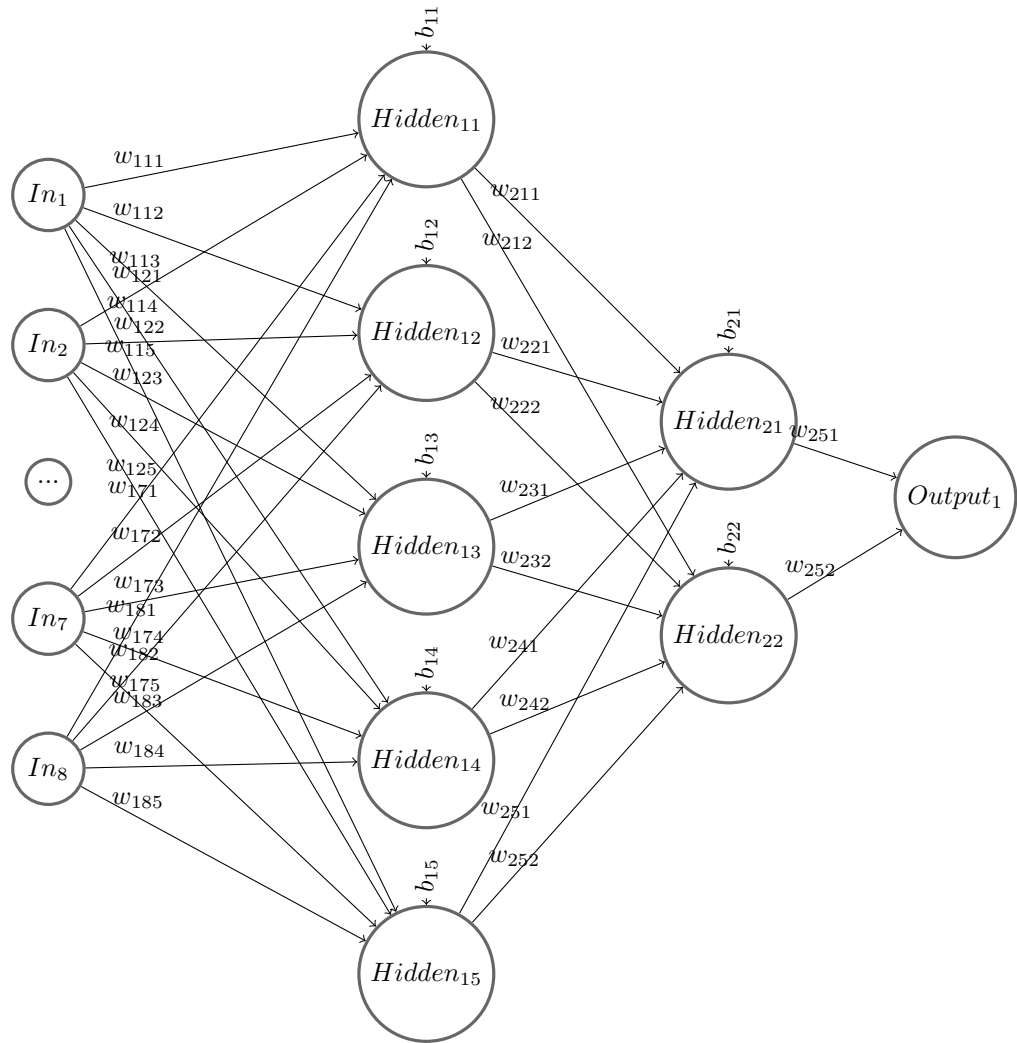 b₁₁
Hidden₁₁
w₁₁₁
In₁
w₁₁₂
w₂₁₁
w₂₁₂
b₁₂
w₁₁₃
w₁₂₁
w₁₁₄
w₁₂₂
Hidden₁₂
In₂
w₁₁₅
w₂₂₁
b₂₁
w₁₂₃
w₂₂₂
w₁₂₄
Hidden₂₁
w₂₅₁
b₁₃
w₁₂₅
...
w₁₇₁
w₂₃₁
Output₁
w₁₇₂
Hidden₁₃
b₂₂
w₂₃₂
w₂₅₂
w₁₇₃
w₁₈₁
In₇
w₁₇₄
w₁₈₂
Hidden₂₂
w₂₄₁
b₁₄
w₁₇₅
w₁₈₃
w₂₄₂
w₁₈₄
Hidden₁₄
In₈
w₁₈₅
w₂₅₁
w₂₅₂
b₁₅
Hidden₁₅